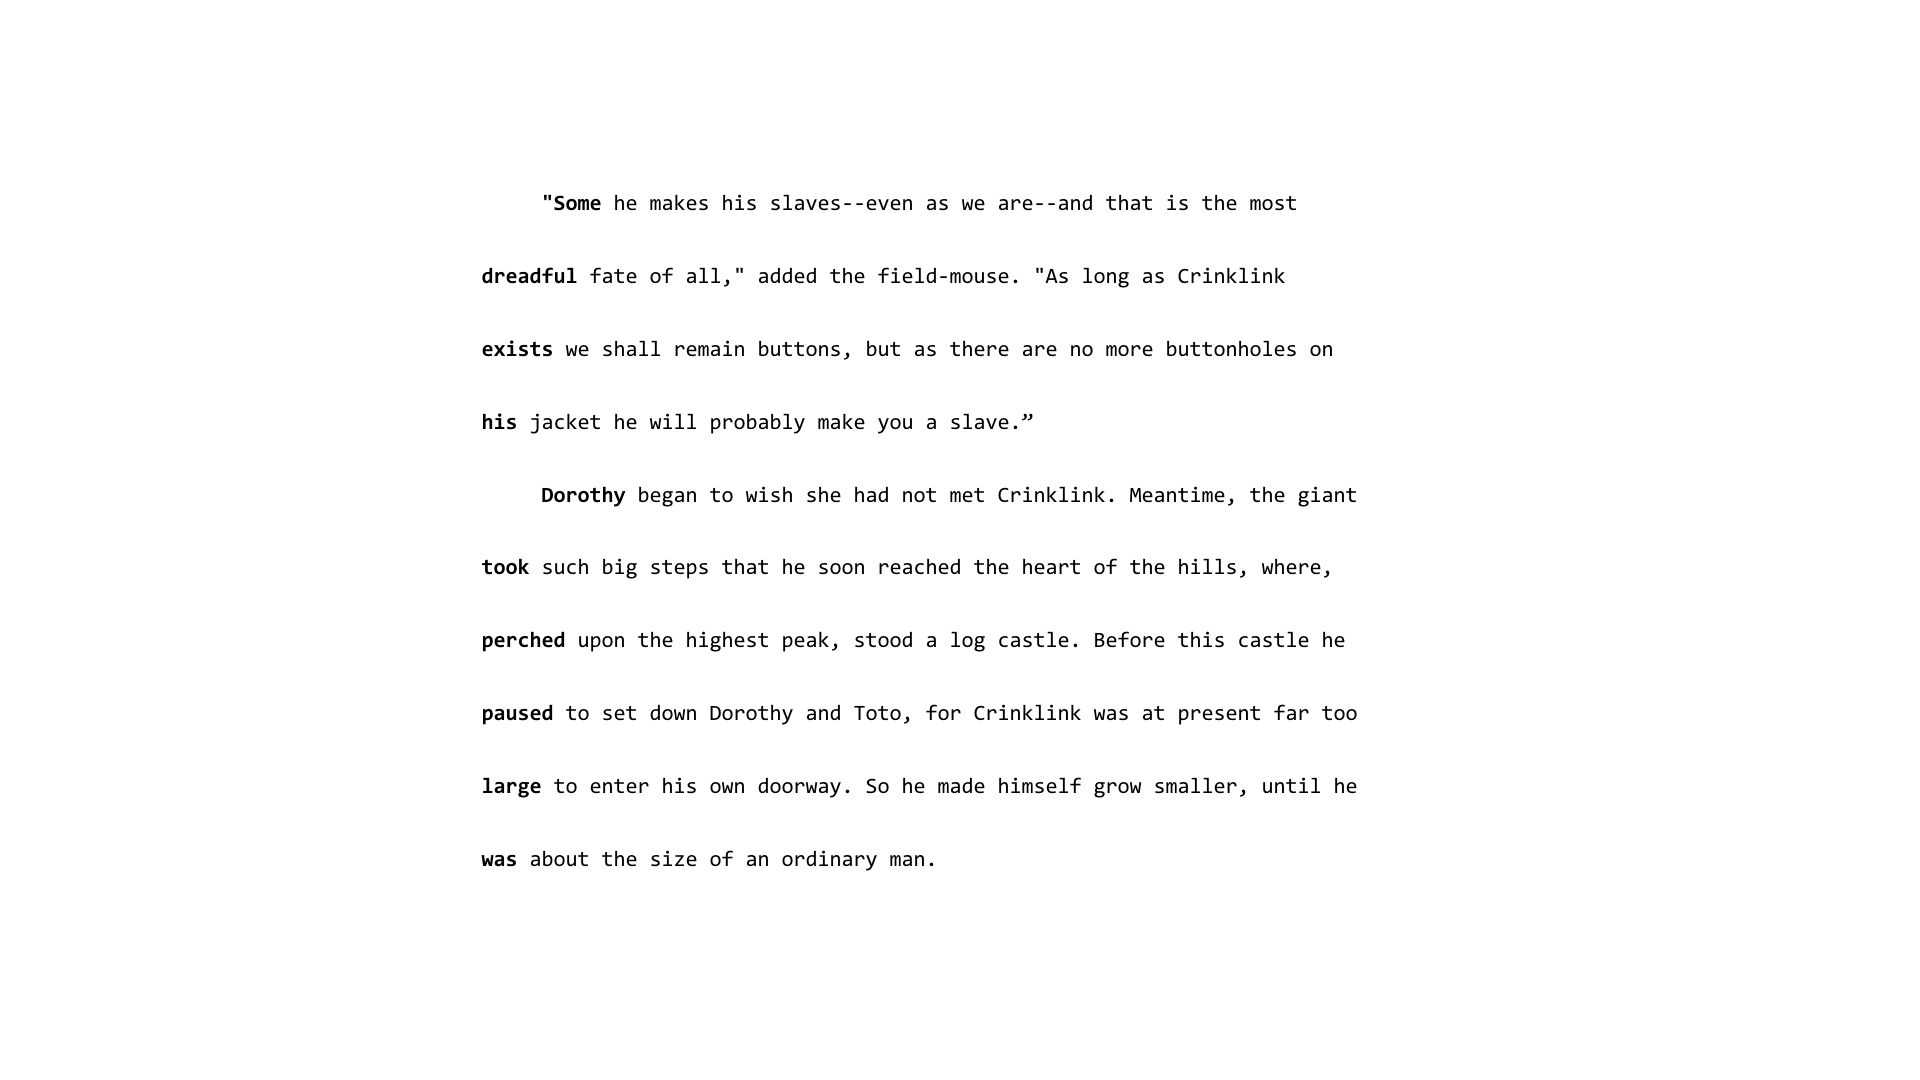 "Some he makes his slaves--even as we are--and that is the most
dreadful fate of all," added the field-mouse. "As long as Crinklink
exists we shall remain buttons, but as there are no more buttonholes on
his jacket he will probably make you a slave.”
Dorothy began to wish she had not met Crinklink. Meantime, the giant
took such big steps that he soon reached the heart of the hills, where,
perched upon the highest peak, stood a log castle. Before this castle he
paused to set down Dorothy and Toto, for Crinklink was at present far too
large to enter his own doorway. So he made himself grow smaller, until he
was about the size of an ordinary man.